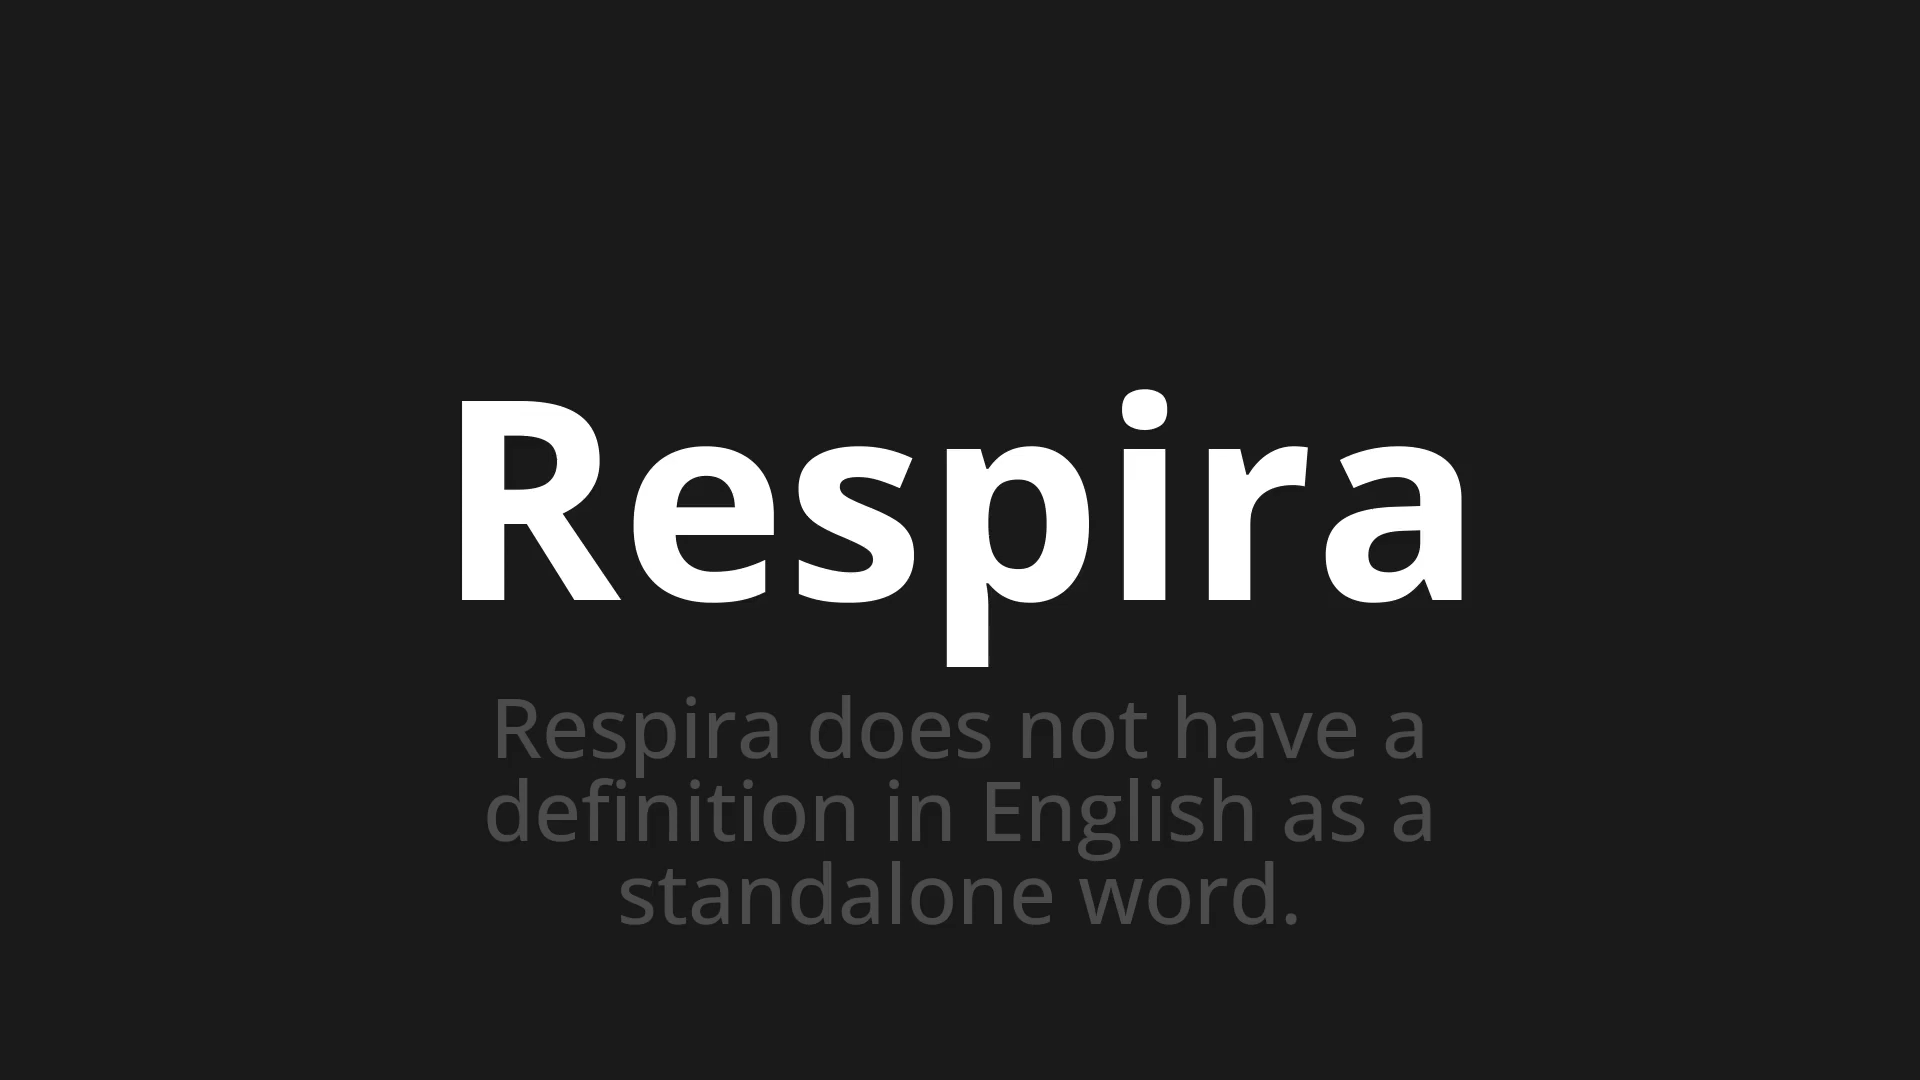 Respira
Respira does not have a
definition in English as a
standalone word.